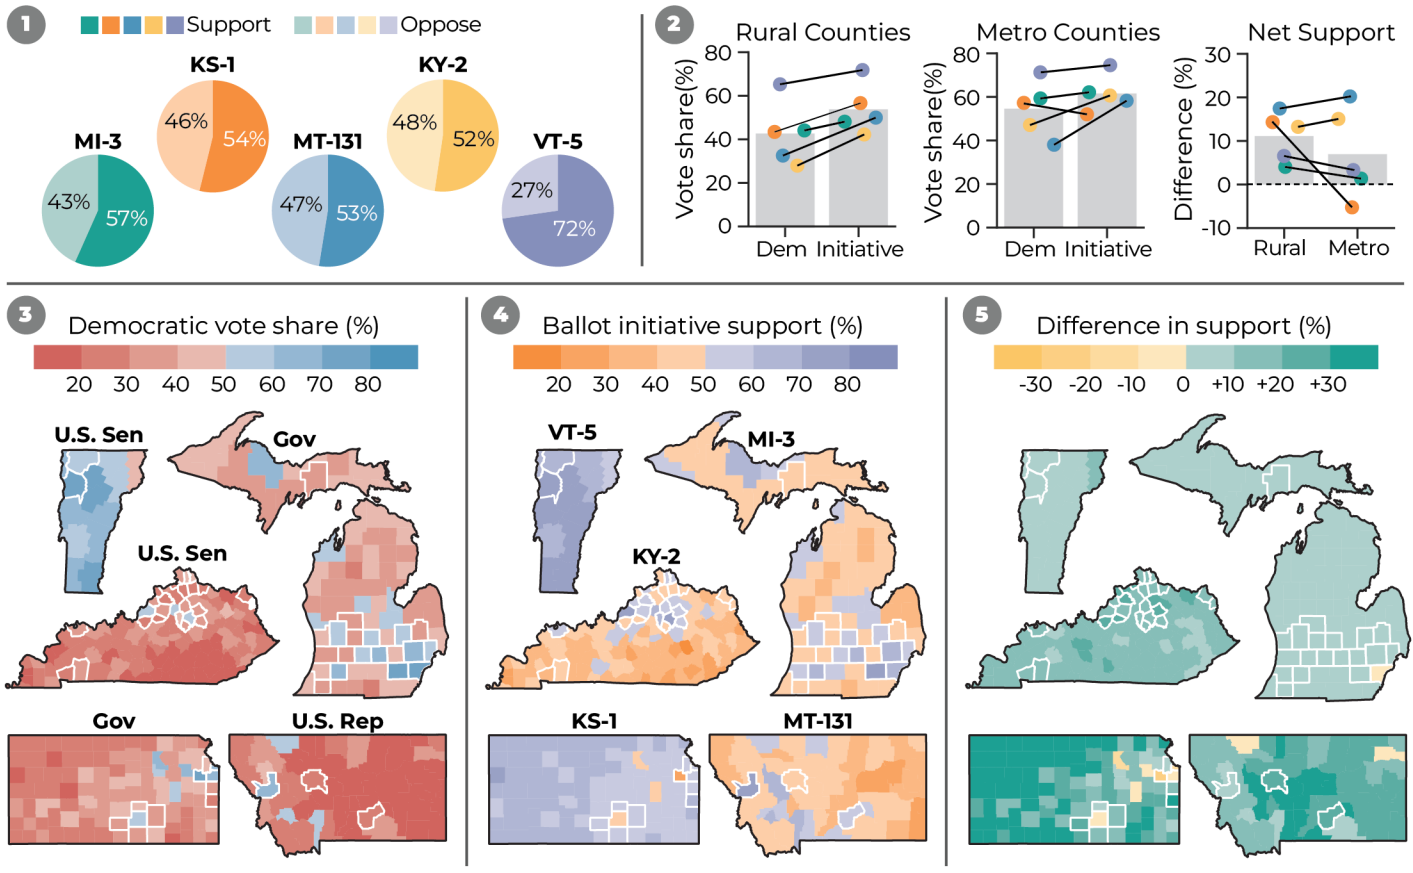 1
Support
Oppose
KS-1
46%
54%
KY-2
48%
52%
MI-3
43%
57%
MT-131
47%
53%
VT-5
27%
72%
2
Rural Counties
Vote share(%)
80
60
40
20
0
Dem Initiative
Metro Counties
Vote share(%)
80
60
40
20
0
Dem Initiative
Net Support
Difference (%)
30
20
10
0
-10
Rural Metro
3
Democratic vote share (%)
20 30 40 50 60 70 80
U.S. Sen
Gov
U.S. Sen
Gov
U.S. Rep
4
Ballot initiative support (%)
20 30 40 50 60 70 80
VT-5
MI-3
KY-2
KS-1
MT-131
5
Difference in support (%)
-30 -20 -10 0 +10 +20 +30